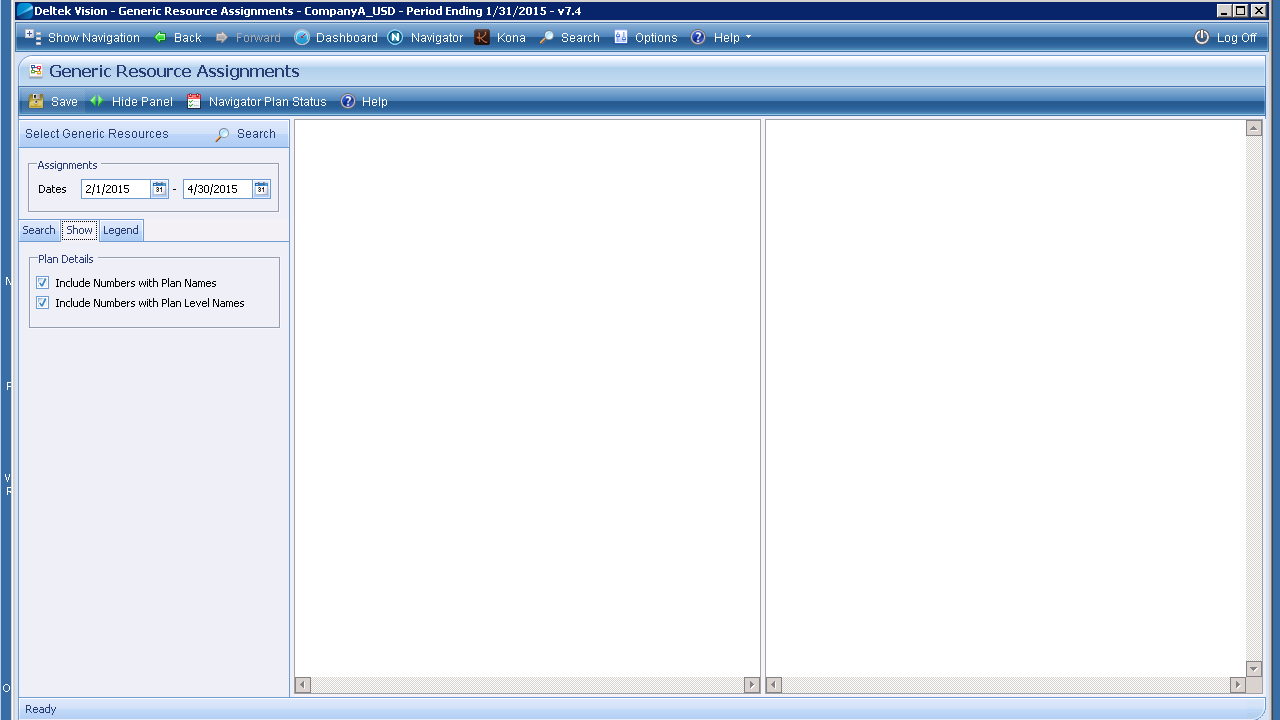 Deltek Vision - Generic Resource Assignments - CompanyA_USD - Period Ending 1/31/2015 - v7.4
Show Navigation Back Forward Dashboard Navigator Kona Search Options Help Log Off
Generic Resource Assignments
Save Hide Panel Navigator Plan Status Help
Select Generic Resources Search
Assignments
Dates 2/1/2015 31 - 4/30/2015 31
Search Show Legend
Plan Details
Include Numbers with Plan Names
Include Numbers with Plan Level Names
Ready